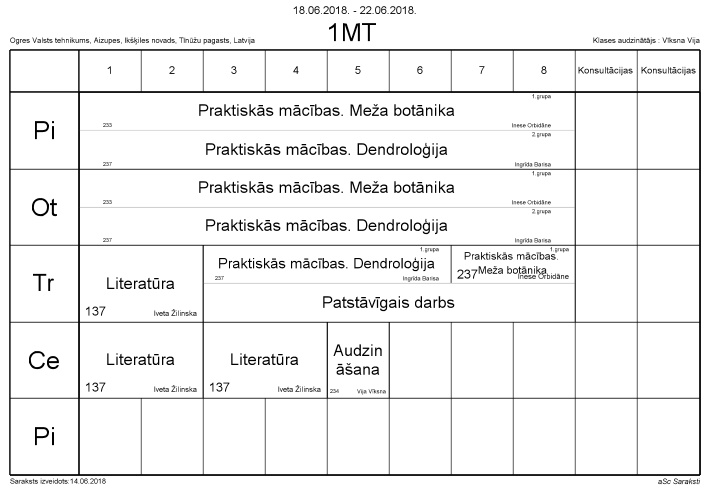 18.06.2018. - 22.06.2018.
Ogres Valsts tehnikums, Aizupes, Ikšķiles novads, Tīnūžu pagasts, Latvija
1MT
Klases audzinātājs : Vīksna Vija
1 2 3 4 5 6 7 8 Konsultācijas Konsultācijas
Pi
1.grupa
Praktiskās mācības. Meža botānika
233 Inese Orbidāne
2.grupa
Praktiskās mācības. Dendroloģija
237 Ingrīda Barisa
Ot
1.grupa
Praktiskās mācības. Meža botānika
233 Inese Orbidāne
2.grupa
Praktiskās mācības. Dendroloģija
237 Ingrīda Barisa
Tr
Literatūra
137 Iveta Žilinska
1.grupa
Praktiskās mācības. Dendroloģija
237 Ingrīda Barisa
1.grupa
Praktiskās mācības.
Meža botānika
237 Inese Orbidāne
Patstāvīgais darbs
Ce
Literatūra
137 Iveta Žilinska
Literatūra
137 Iveta Žilinska
Audzin
āšana
234 Vija Vīksna
Pi
Saraksts izveidots:14.06.2018
aSc Saraksti